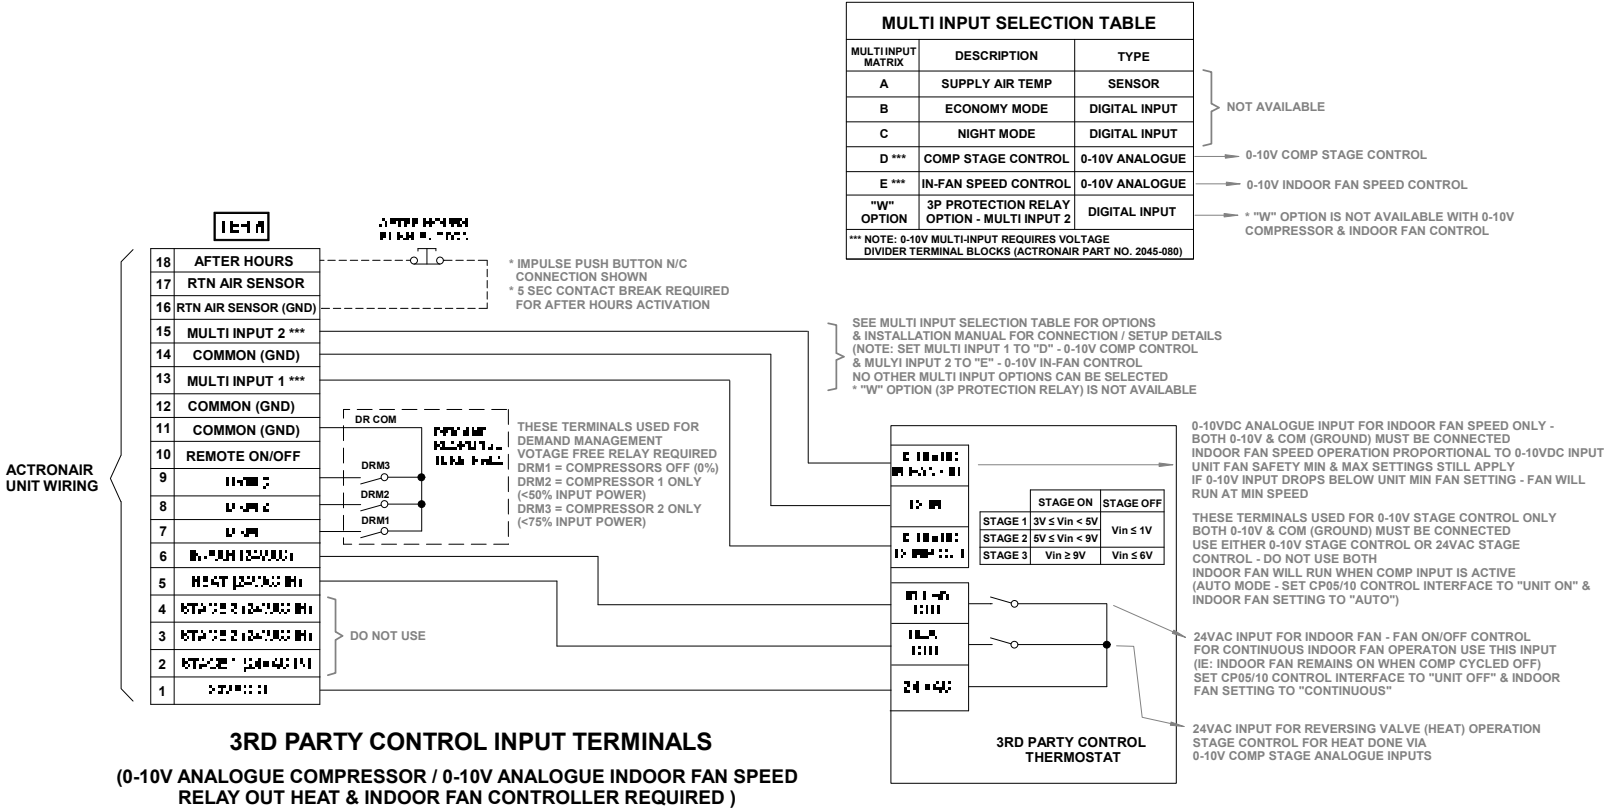 MULTI INPUT SELECTION TABLE
MULTI INPUT MATRIX DESCRIPTION TYPE
A SUPPLY AIR TEMP SENSOR
B ECONOMY MODE DIGITAL INPUT
C NIGHT MODE DIGITAL INPUT
NOT AVAILABLE
D *** COMP STAGE CONTROL 0-10V ANALOGUE
0-10V COMP STAGE CONTROL
E *** IN-FAN SPEED CONTROL 0-10V ANALOGUE
0-10V INDOOR FAN SPEED CONTROL
"W" OPTION 3P PROTECTION RELAY OPTION - MULTI INPUT 2 DIGITAL INPUT
* "W" OPTION IS NOT AVAILABLE WITH 0-10V
COMPRESSOR & INDOOR FAN CONTROL
*** NOTE: 0-10V MULTI-INPUT REQUIRES VOLTAGE
DIVIDER TERMINAL BLOCKS (ACTRONAIR PART NO. 2045-080)
18 AFTER HOURS
17 RTN AIR SENSOR
16 RTN AIR SENSOR (GND)
15 MULTI INPUT 2 ***
14 COMMON (GND)
13 MULTI INPUT 1 ***
12 COMMON (GND)
11 COMMON (GND)
10 REMOTE ON/OFF
9
8
7
6
5
4
3
2
1
ACTRONAIR
UNIT WIRING
* IMPULSE PUSH BUTTON N/C
CONNECTION SHOWN
* 5 SEC CONTACT BREAK REQUIRED
FOR AFTER HOURS ACTIVATION
DR COM
DRM3
DRM2
DRM1
THESE TERMINALS USED FOR
DEMAND MANAGEMENT
VOTAGE FREE RELAY REQUIRED
DRM1 = COMPRESSORS OFF (0%)
DRM2 = COMPRESSOR 1 ONLY
(<50% INPUT POWER)
DRM3 = COMPRESSOR 2 ONLY
(<75% INPUT POWER)
DO NOT USE
SEE MULTI INPUT SELECTION TABLE FOR OPTIONS
& INSTALLATION MANUAL FOR CONNECTION / SETUP DETAILS
(NOTE: SET MULTI INPUT 1 TO "D" - 0-10V COMP CONTROL
& MULYI INPUT 2 TO "E" - 0-10V IN-FAN CONTROL
NO OTHER MULTI INPUT OPTIONS CAN BE SELECTED
* "W" OPTION (3P PROTECTION RELAY) IS NOT AVAILABLE
STAGE ON STAGE OFF
STAGE 1 3V ≤ Vin < 5V Vin ≤ 1V
STAGE 2 5V ≤ Vin < 9V
STAGE 3 Vin ≥ 9V Vin ≤ 6V
3RD PARTY CONTROL
THERMOSTAT
0-10VDC ANALOGUE INPUT FOR INDOOR FAN SPEED ONLY -
BOTH 0-10V & COM (GROUND) MUST BE CONNECTED
INDOOR FAN SPEED OPERATION PROPORTIONAL TO 0-10VDC INPUT
UNIT FAN SAFETY MIN & MAX SETTINGS STILL APPLY
IF 0-10V INPUT DROPS BELOW UNIT MIN FAN SETTING - FAN WILL
RUN AT MIN SPEED
THESE TERMINALS USED FOR 0-10V STAGE CONTROL ONLY
BOTH 0-10V & COM (GROUND) MUST BE CONNECTED
USE EITHER 0-10V STAGE CONTROL OR 24VAC STAGE
CONTROL - DO NOT USE BOTH
INDOOR FAN WILL RUN WHEN COMP INPUT IS ACTIVE
(AUTO MODE - SET CP05/10 CONTROL INTERFACE TO "UNIT ON" &
INDOOR FAN SETTING TO "AUTO")
24VAC INPUT FOR INDOOR FAN - FAN ON/OFF CONTROL
FOR CONTINUOUS INDOOR FAN OPERATON USE THIS INPUT
(IE: INDOOR FAN REMAINS ON WHEN COMP CYCLED OFF)
SET CP05/10 CONTROL INTERFACE TO "UNIT OFF" & INDOOR
FAN SETTING TO "CONTINUOUS"
24VAC INPUT FOR REVERSING VALVE (HEAT) OPERATION
STAGE CONTROL FOR HEAT DONE VIA
0-10V COMP STAGE ANALOGUE INPUTS
3RD PARTY CONTROL INPUT TERMINALS
(0-10V ANALOGUE COMPRESSOR / 0-10V ANALOGUE INDOOR FAN SPEED
RELAY OUT HEAT & INDOOR FAN CONTROLLER REQUIRED )